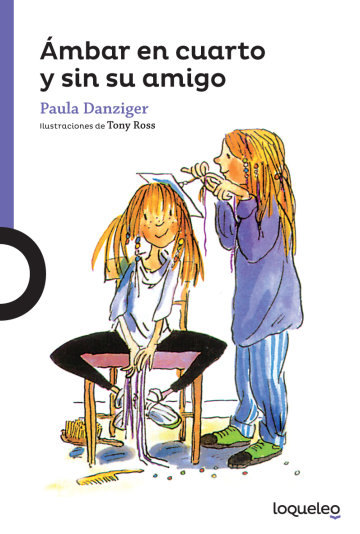 Ámbar en cuarto
y sin su amigo
Paula Danziger
Ilustraciones de Tony Ross
loqueleo